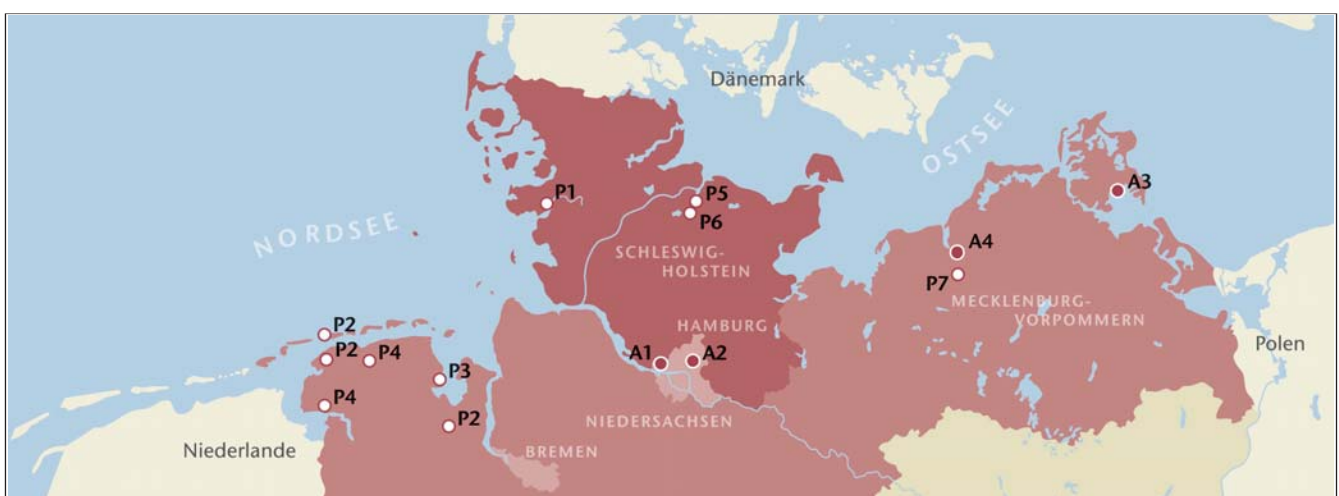 Dänemark
OSTSEE
NORDSEE
P1
P5
P6
A3
SCHLESWIG-
HOLSTEIN
A4
P7
MECKLENBURG-
VORPOMMERN
HAMBURG
P2
P2
P4
P3
A1
A2
Polen
P4
P2
NIEDERSACHSEN
Niederlande
BREMEN